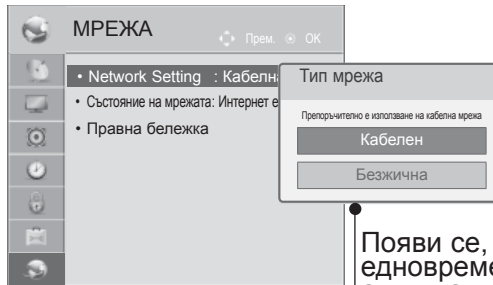 МРЕЖА
Прем. OK
• Network Setting : Кабелн
• Състояние на мрежата: Интернет е
• Правна бележка
Тип мрежа
Препоръчително е използване на кабелна мрежа
Кабелен
Безжична
Появи се,
едновреме